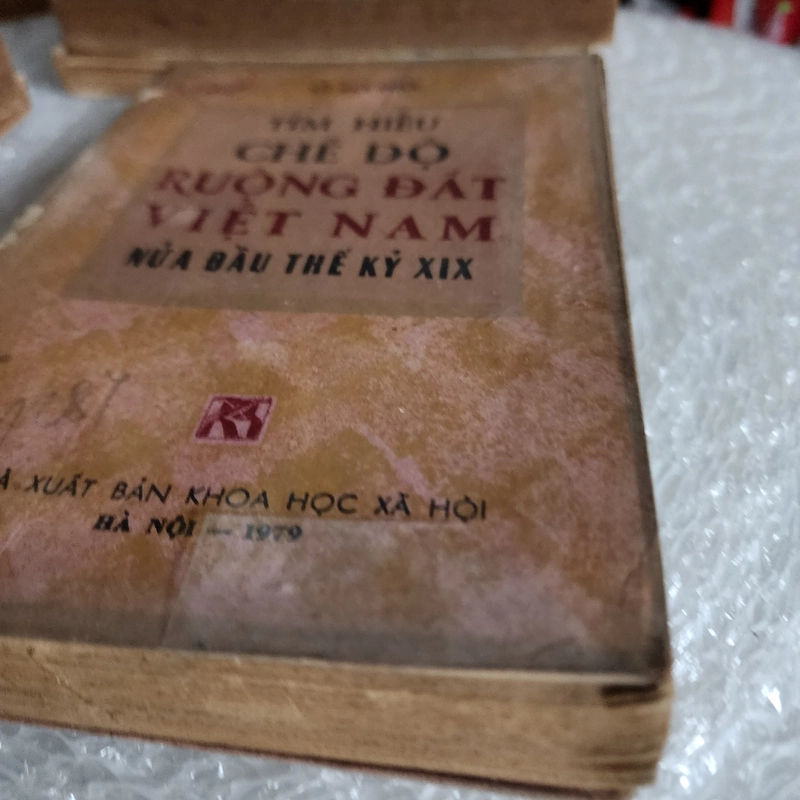 TÌM HIỂU
CHẾ ĐỘ
RUỘNG ĐẤT
VIỆT NAM
NỬA ĐẦU THẾ KỶ XIX
XUẤT BẢN KHOA HỌC XÃ HỘI
HÀ NỘI — 1979